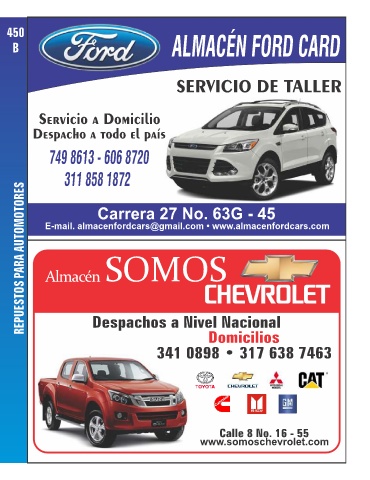 450
B
REPUESTOS PARA AUTOMOTORES
Ford
ALMACÉN FORD CARD
SERVICIO DE TALLER
Servicio a Domicilio
Despacho a todo el país
749 8613 - 606 8720
311 858 1872
Carrera 27 No. 63G - 45
E-mail. almacenfordcars@gmail.com • www.almacenfordcars.com
Almacén SOMOS
CHEVROLET
Despachos a Nivel Nacional
Domicilios
341 0898 • 317 638 7463
TOYOTA
CHEVROLET
MITSUBISHI
CAT
GM
Calle 8 No. 16 - 55
www.somoschevrolet.com